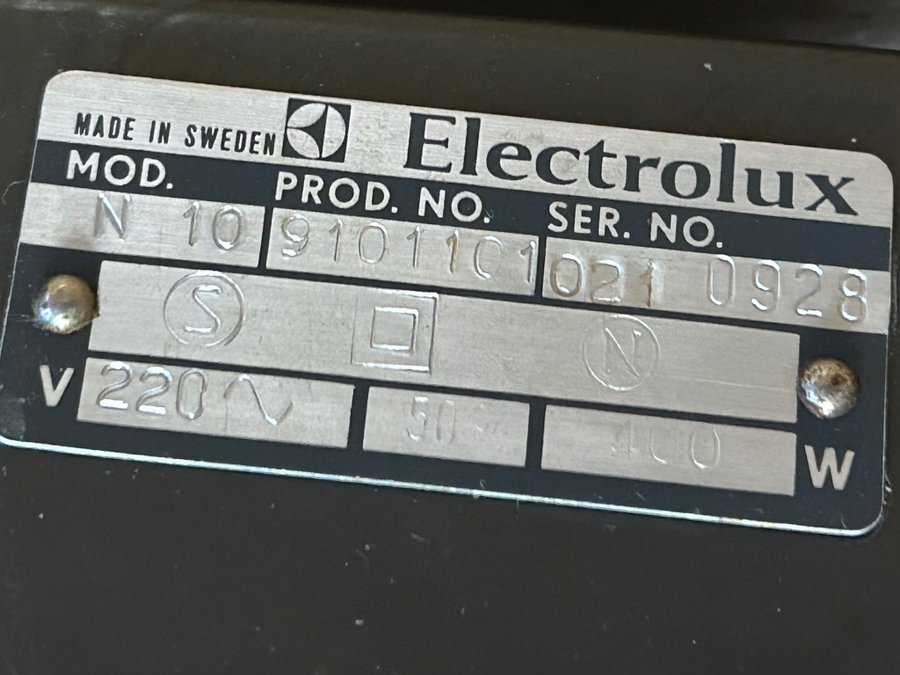 MADE IN SWEDEN Electrolux
MOD. PROD. NO. SER. NO.
N 10 9101101 021 0928
S N
V 220 ~ 50 400 W